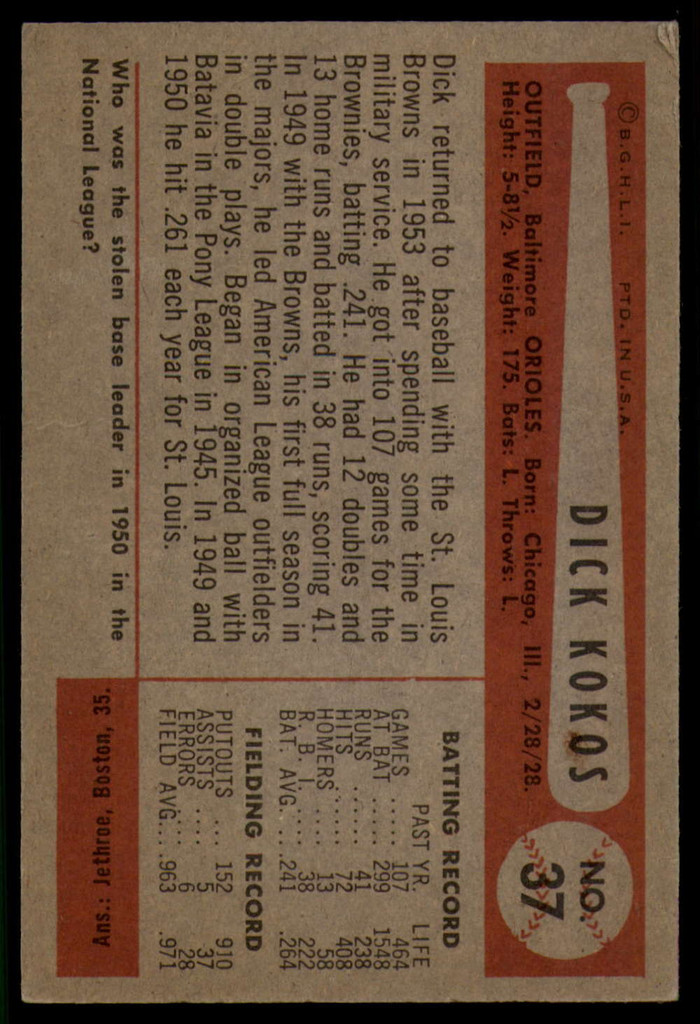 © B.G.H.L.I. PTD. IN U.S.A.
DICK KOKOS
NO.
37
OUTFIELD, Baltimore ORIOLES. Born: Chicago, Ill., 2/28/28.
Height: 5-8½. Weight: 175. Bats: L. Throws: L.
Dick returned to baseball with the St. Louis
Browns in 1953 after spending some time in
military service. He got into 107 games for the
Brownies, batting .241. He had 12 doubles and
13 home runs and batted in 38 runs, scoring 41.
In 1949 with the Browns, his first full season in
the majors, he led American League outfielders
in double plays. Began in organized ball with
Batavia in the Pony League in 1945. In 1949 and
1950 he hit .261 each year for St. Louis.
BATTING RECORD
PAST YR. LIFE
GAMES ..... 107 464
AT BAT ..... 299 1548
RUNS ..... 41 238
HITS ...... 72 408
HOMERS .... 13 58
R. B. I. .... 38 222
BAT. AVG.... .241 .264
FIELDING RECORD
PUTOUTS ... 152 910
ASSISTS .... 5 37
ERRORS .... 6 28
FIELD AVG... .963 .971
Who was the stolen base leader in 1950 in the
National League?
Ans.: Jethroe, Boston, 35.